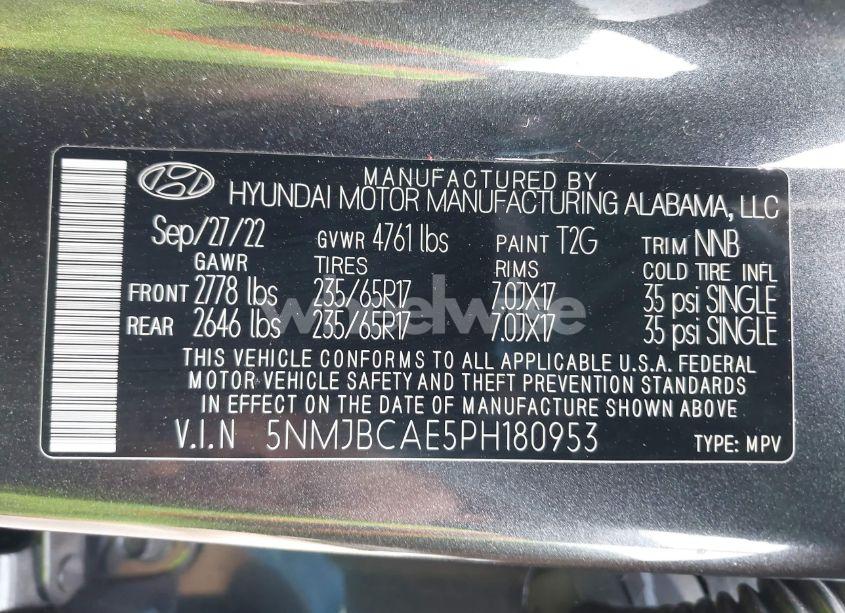 MANUFACTURED BY
HYUNDAI MOTOR MANUFACTURING ALABAMA, LLC
Sep/27/22 GVWR 4761 lbs PAINT T2G TRIM NNB
GAWR TIRES RIMS COLD TIRE INFL
FRONT 2778 lbs 235/65R17 7.0JX17 35 psi SINGLE
wheelwire
REAR 2646 lbs 235/65R17 7.0JX17 35 psi SINGLE
THIS VEHICLE CONFORMS TO ALL APPLICABLE U.S.A. FEDERAL
MOTOR VEHICLE SAFETY AND THEFT PREVENTION STANDARDS
IN EFFECT ON THE DATE OF MANUFACTURE SHOWN ABOVE
V.I.N 5NMJBCAE5PH180953 TYPE: MPV